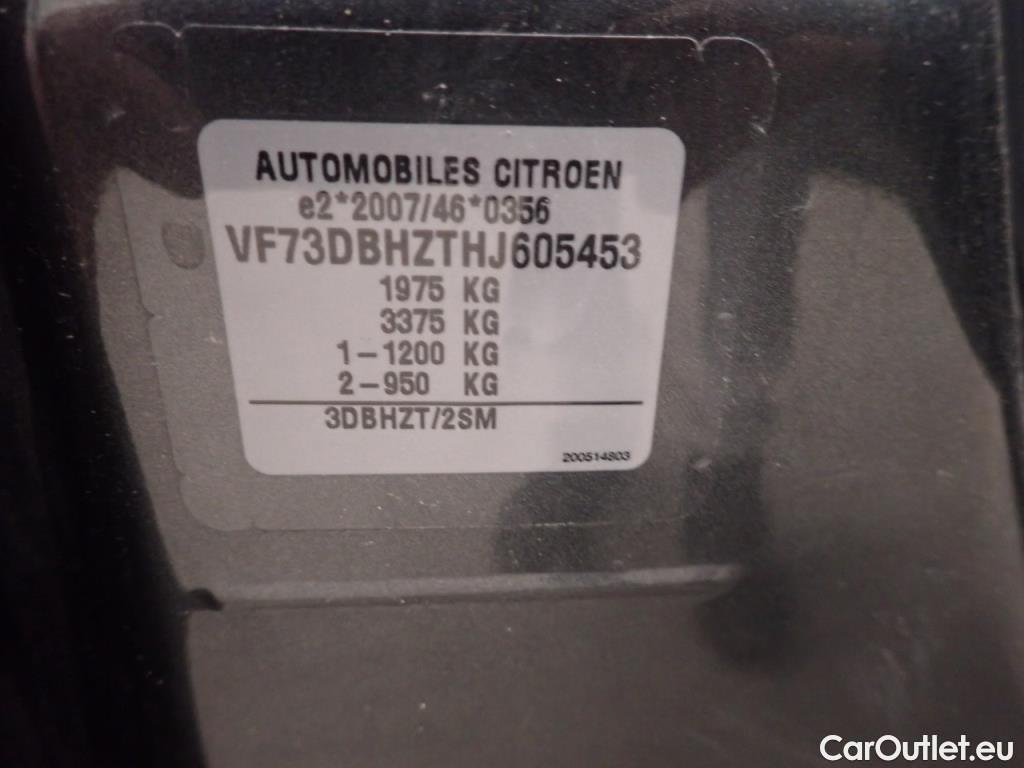 AUTOMOBILES CITROEN
e2*2007/46*0356
VF73DBHZTHJ605453
1975 KG
3375 KG
1-1200 KG
2-950 KG
3DBHZT/2SM
200514803
CarOutlet.eu